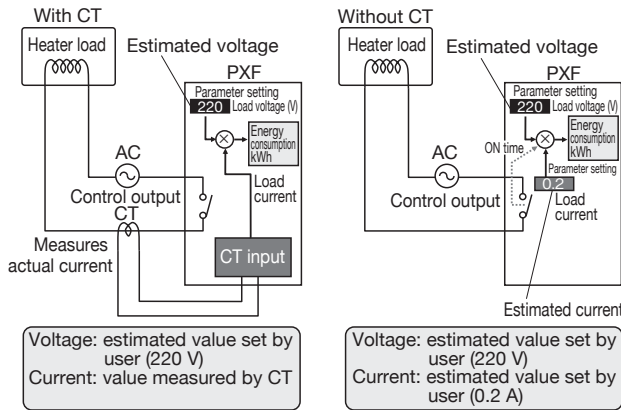 With CT
Heater load
Estimated voltage
PXF
Parameter setting
220 Load voltage (V)
Energy
consumption
kWh
AC
Control output
Load
current
CT
Measures
actual current
CT input
Voltage: estimated value set by
user (220 V)
Current: value measured by CT
Without CT
Heater load
Estimated voltage
PXF
Parameter setting
220 Load voltage (V)
Energy
consumption
kWh
ON time
AC
Control output
Parameter setting
0.2
Load
current
Estimated current
Voltage: estimated value set by
user (220 V)
Current: estimated value set by
user (0.2 A)